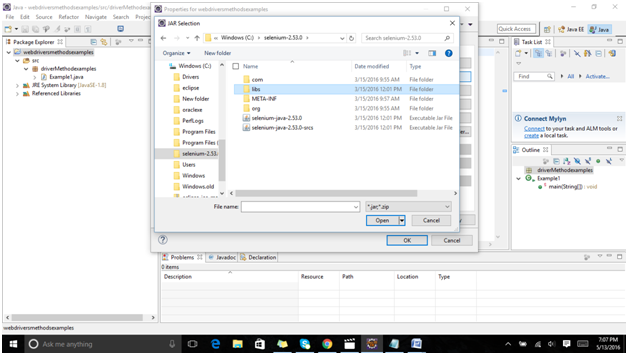 Java - webdriversmethodsexamples/src/driverMethodexamples
Properties for webdriversmethodsexamples
File Edit Source Refactor Navigate Search Project
JAR Selection
« Windows (C:) › selenium-2.53.0 ›
Search selenium-2.53.0
Organize
New folder
Windows (C:)
Drivers
eclipse
New folder
oraclexe
PerfLogs
Program Files
Program Files (
selenium-2.53.0
Users
Windows
Windows.old
Name
Date modified
Type
com 3/15/2016 9:55 AM File folder
libs 3/15/2016 12:01 PM File folder
META-INF 3/15/2016 9:57 AM File folder
org 3/15/2016 9:55 AM File folder
selenium-java-2.53.0 3/15/2016 12:01 PM Executable Jar File
selenium-java-2.53.0-srcs 3/15/2016 12:01 PM Executable Jar File
File name:
*.jar;*.zip
Open
Cancel
OK
Cancel
Package Explorer
webdriversmethodsexamples
src
driverMethodexamples
Example1.java
JRE System Library [JavaSE-1.8]
Referenced Libraries
Quick Access
Java EE
Java
Task List
Find
All
Activate...
Connect Mylyn
Connect to your task and ALM tools or
create a local task.
Outline
driverMethodexamples
Example1
main(String[]) : void
Problems Javadoc Declaration
0 items
Description Resource Path Location Type
webdriversmethodsexamples
Ask me anything
7:07 PM
5/13/2016